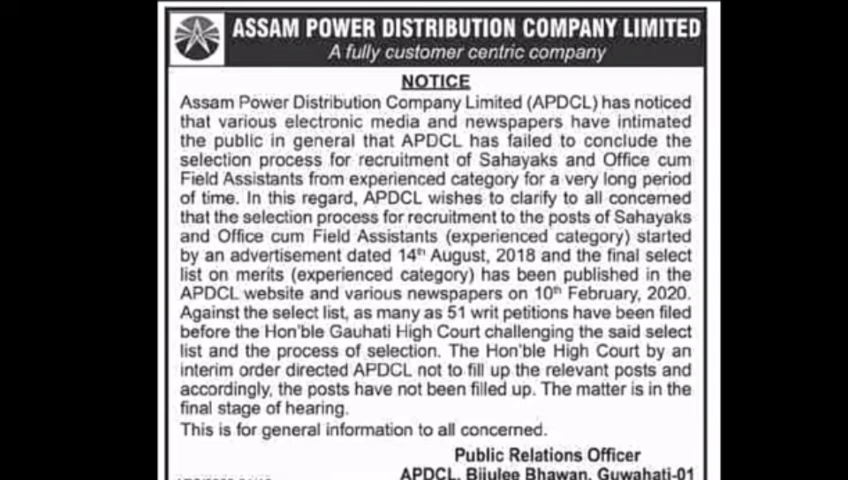 ASSAM POWER DISTRIBUTION COMPANY LIMITED
A fully customer centric company
NOTICE
Assam Power Distribution Company Limited (APDCL) has noticed
that various electronic media and newspapers have intimated
the public in general that APDCL has failed to conclude the
selection process for recruitment of Sahayaks and Office cum
Field Assistants from experienced category for a very long period
of time. In this regard, APDCL wishes to clarify to all concerned
that the selection process for recruitment to the posts of Sahayaks
and Office cum Field Assistants (experienced category) started
by an advertisement dated 14th August, 2018 and the final select
list on merits (experienced category) has been published in the
APDCL website and various newspapers on 10th February, 2020.
Against the select list, as many as 51 writ petitions have been filed
before the Hon'ble Gauhati High Court challenging the said select
list and the process of selection. The Hon'ble High Court by an
interim order directed APDCL not to fill up the relevant posts and
accordingly, the posts have not been filled up. The matter is in the
final stage of hearing.
This is for general information to all concerned.
Public Relations Officer
APDCL, Bijulee Bhawan, Guwahati-01